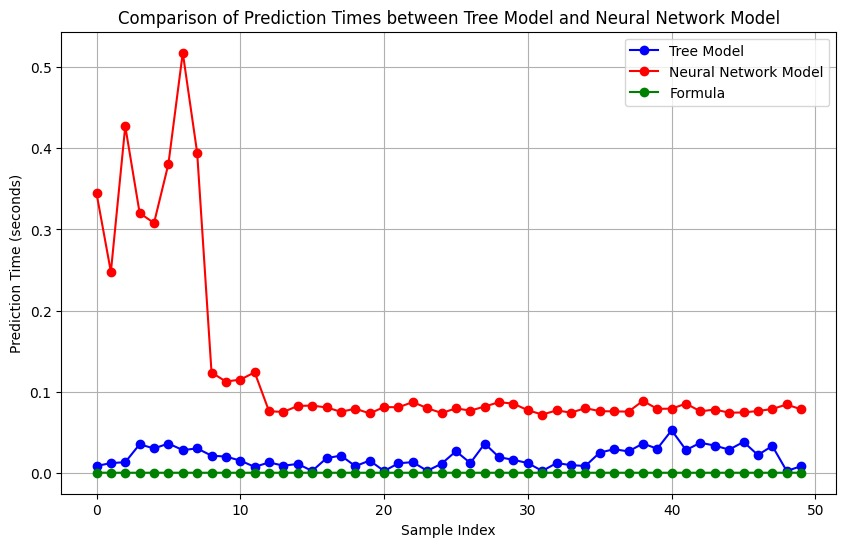 Comparison of Prediction Times between Tree Model and Neural Network Model
Tree Model
Neural Network Model
Formula
Prediction Time (seconds)
0.5
0.4
0.3
0.2
0.1
0.0
0 10 20 30 40 50
Sample Index